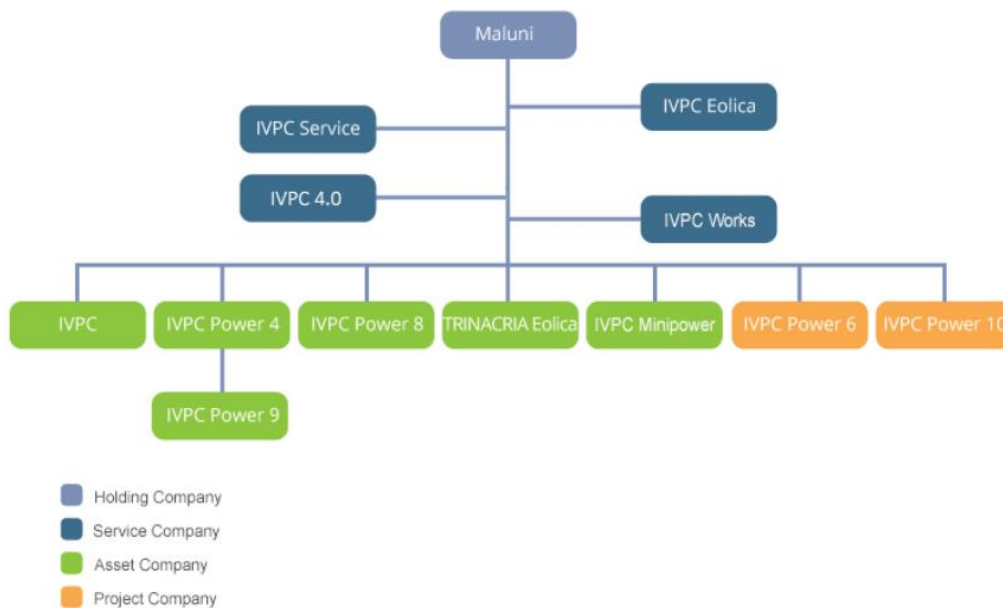 Maluni
IVPC Eolica
IVPC Service
IVPC 4.0
IVPC Works
IVPC
IVPC Power 4
IVPC Power 8
TRINACRIA Eolica
IVPC Minipower
IVPC Power 6
IVPC Power 10
IVPC Power 9
Holding Company
Service Company
Asset Company
Project Company